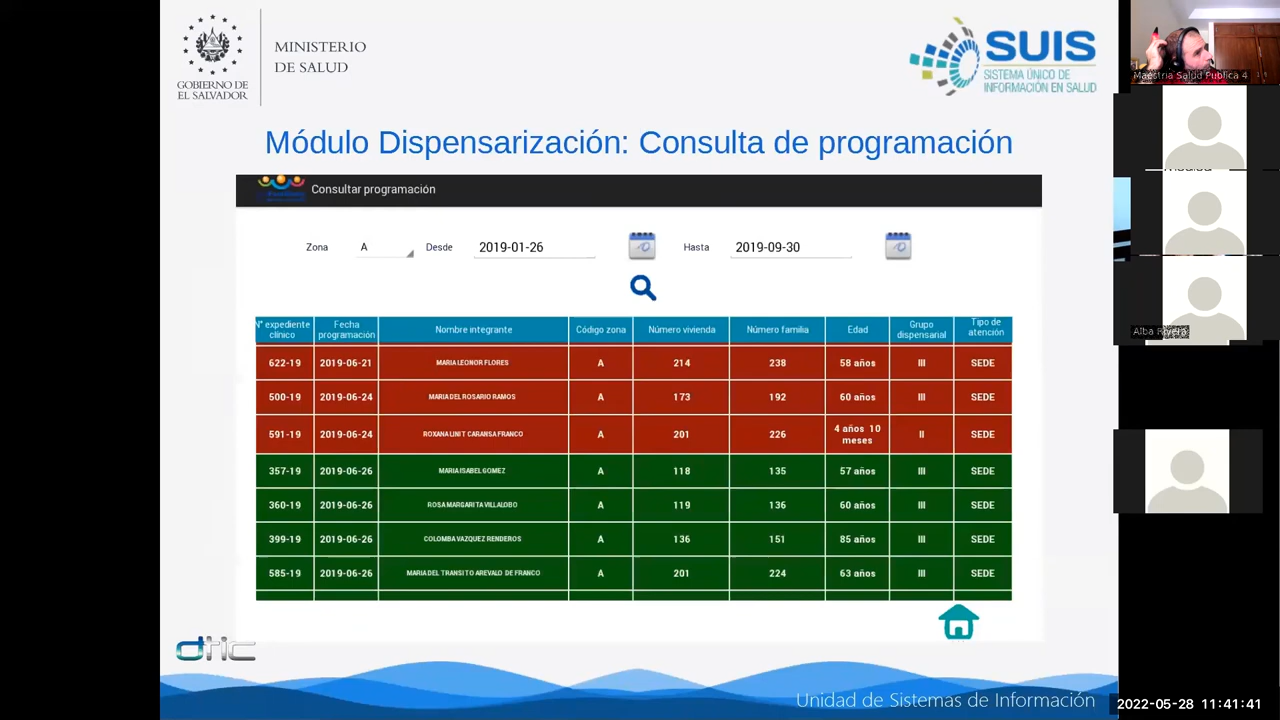 MINISTERIO
DE SALUD
GOBIERNO DE
EL SALVADOR
SUIS
SISTEMA ÚNICO DE
INFORMACIÓN EN SALUD
Maestria Salud Publica 4
Módulo Dispensarización: Consulta de programación
Consultar programación
Zona A Desde 2019-01-26 Hasta 2019-09-30
N° expediente clínico Fecha programación Nombre integrante Código zona Número vivienda Número familia Edad Grupo dispensarial Tipo de atención
622-19 2019-06-21 MARIA LEONOR FLORES A 214 238 58 años III SEDE
500-19 2019-06-24 MARIA DEL ROSARIO RAMOS A 173 192 60 años III SEDE
591-19 2019-06-24 ROXANA LINIT CARANSA FRANCO A 201 226 4 años 10 meses II SEDE
357-19 2019-06-26 MARIA ISABEL GOMEZ A 118 135 57 años III SEDE
360-19 2019-06-26 ROSA MARGARITA VILLALOBO A 119 136 60 años III SEDE
399-19 2019-06-26 COLOMBA VAZQUEZ RENDEROS A 136 151 85 años III SEDE
585-19 2019-06-26 MARIA DEL TRANSITO AREVALO DE FRANCO A 201 224 63 años III SEDE
Alba Rivera
dtic
Unidad de Sistemas de Información
2022-05-28 11:41:41